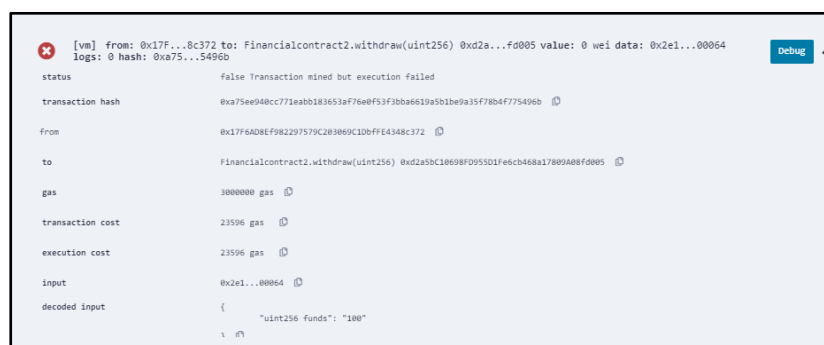 [vm] from: 0x17F...8c372 to: Financialcontract2.withdraw(uint256) 0xd2a...fd005 value: 0 wei data: 0x2e1...00064
logs: 0 hash: 0xa75...5496b
Debug
status false Transaction mined but execution failed
transaction hash 0xa75ee940cc771eabb183653af76e0f53f3bba6619a5b1be9a35f78b4f775496b
from 0x17F6AD8Ef982297579C203069C1DbfFE4348c372
to Financialcontract2.withdraw(uint256) 0xd2a5bC10698FD955D1Fe6cb468a17809A08fd005
gas 3000000 gas
transaction cost 23596 gas
execution cost 23596 gas
input 0x2e1...00064
decoded input {
"uint256 funds": "100"
}